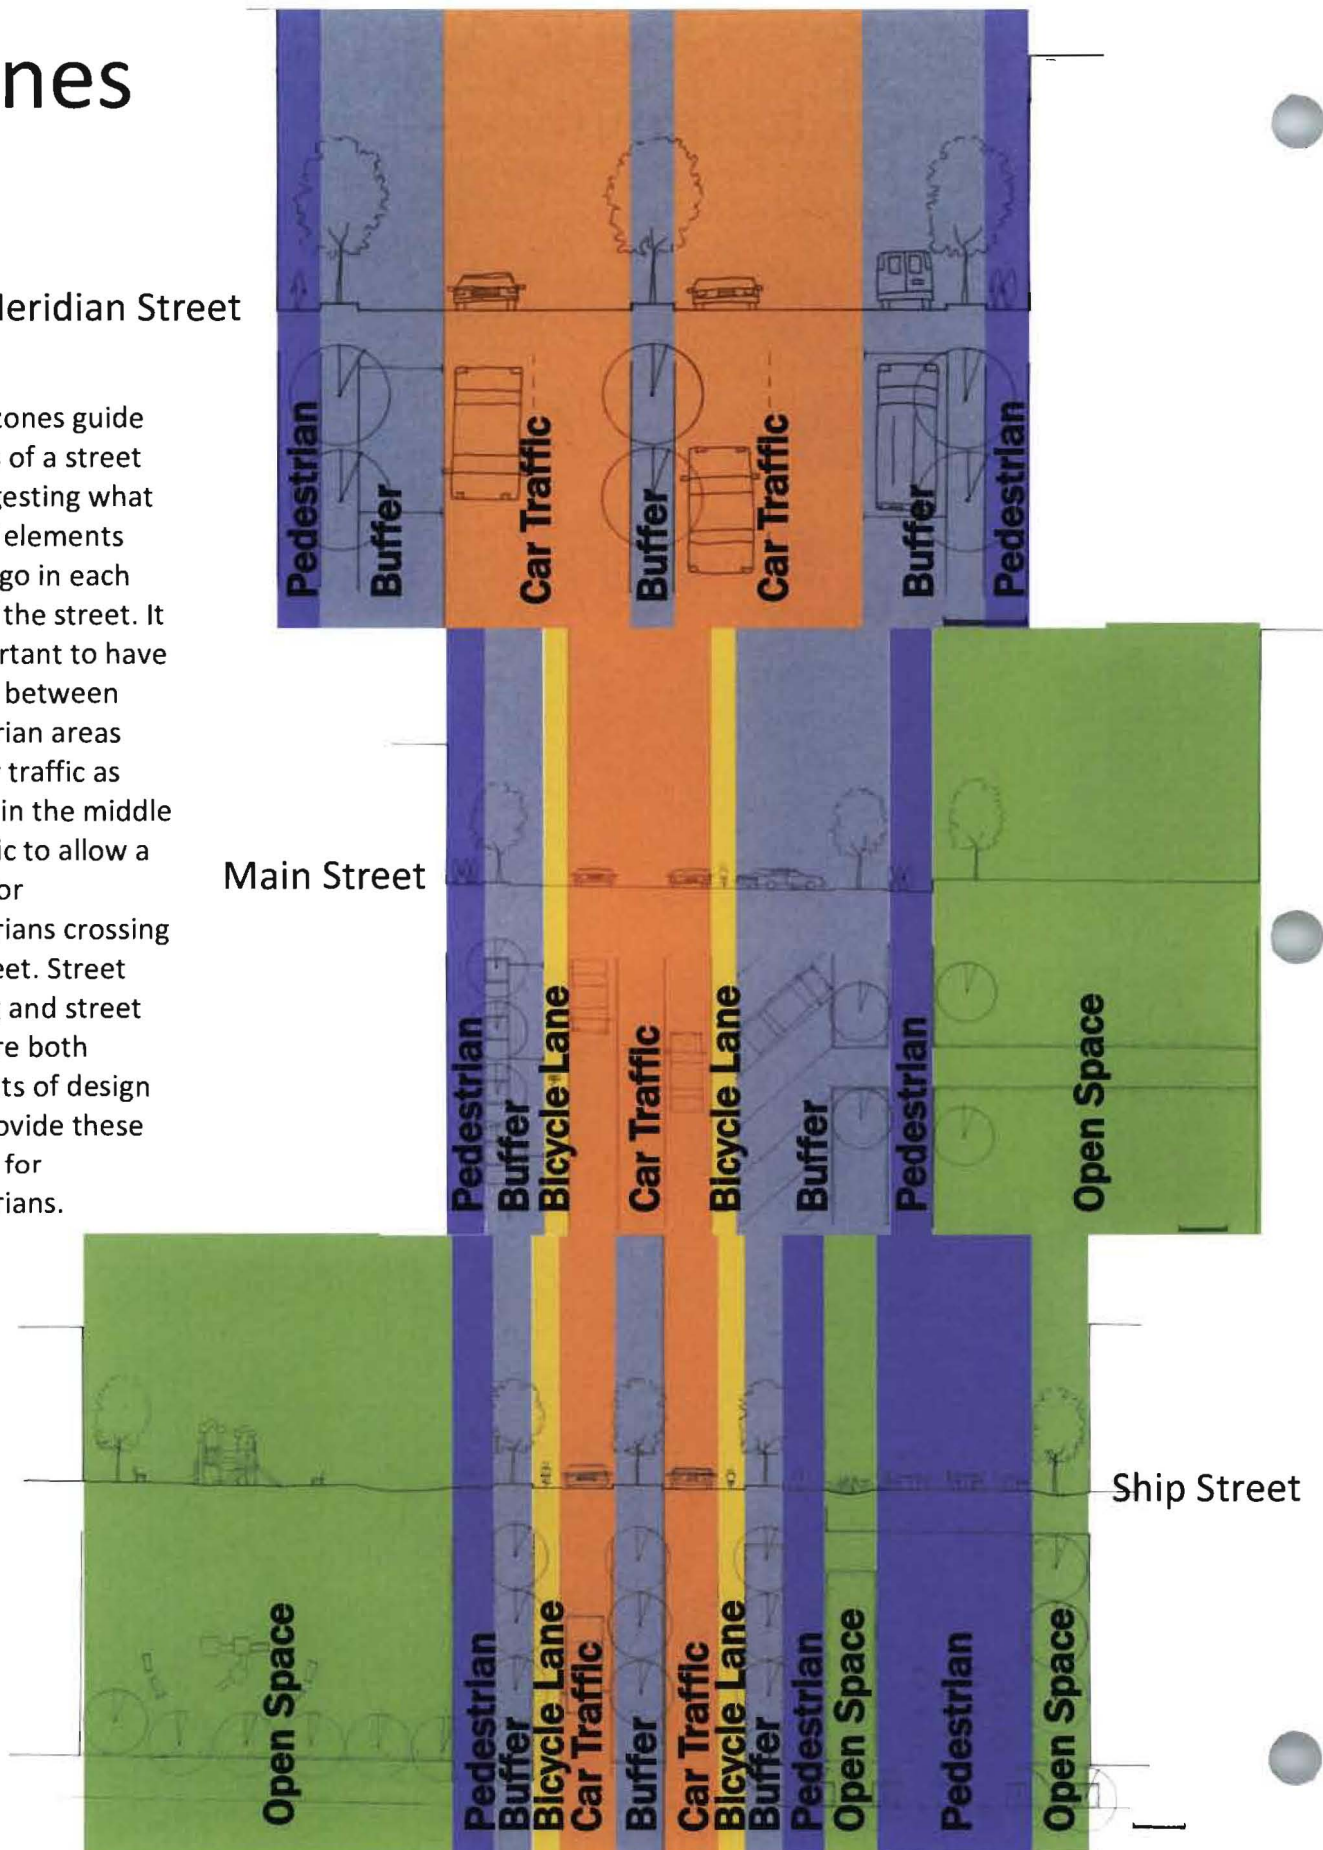 nes
eridian Street
ones guide
s of a street
gesting what
elements
go in each
the street. It
rtant to have
between
rian areas
traffic as
in the middle
ic to allow a
or
rians crossing
eet. Street
and street
re both
ts of design
ovide these
for
rians.
Pedestrian
Buffer
Car Traffic
Buffer
Car Traffic
Buffer
Pedestrian
Main Street
Pedestrian
Buffer
Bicycle Lane
Car Traffic
Bicycle Lane
Buffer
Pedestrian
Open Space
Ship Street
Open Space
Pedestrian
Buffer
Bicycle Lane
Car Traffic
Buffer
Car Traffic
Bicycle Lane
Buffer
Pedestrian
Open Space
Pedestrian
Open Space